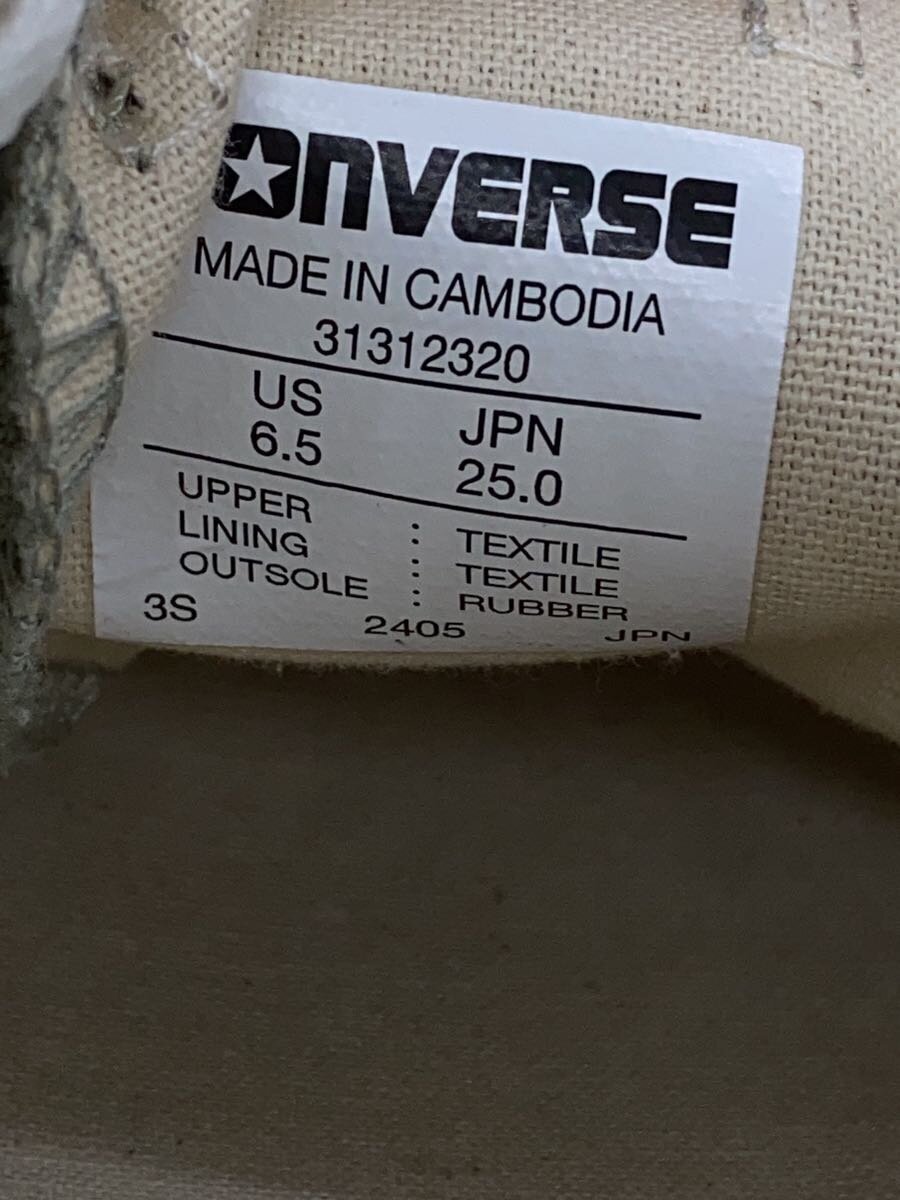 CONVERSE
MADE IN CAMBODIA
31312320
US JPN
6.5 25.0
UPPER : TEXTILE
LINING : TEXTILE
OUTSOLE : RUBBER
3S 2405 JPN